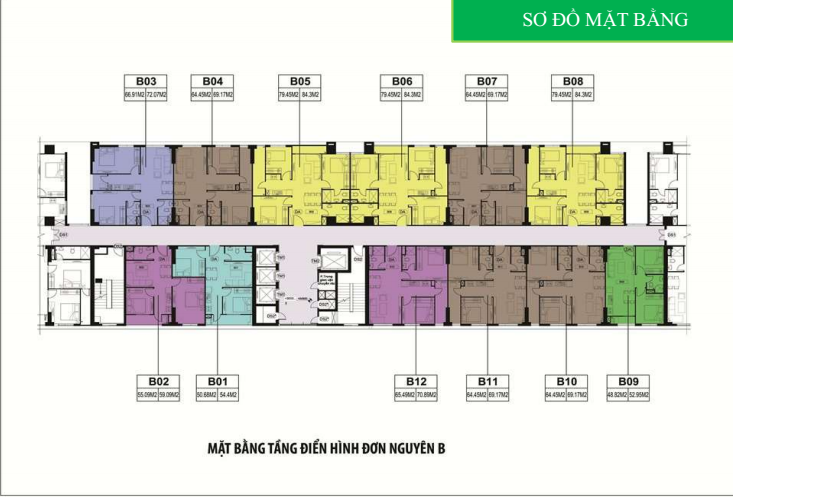 SƠ ĐỒ MẶT BẰNG
B03
66.91M2 72.07M2
B04
64.45M2 69.17M2
B05
79.45M2 84.3M2
B06
79.45M2 84.3M2
B07
64.45M2 69.17M2
B08
79.45M2 84.3M2
B02
55.09M2 59.09M2
B01
50.68M2 54.4M2
B12
65.49M2 70.89M2
B11
64.45M2 69.17M2
B10
64.45M2 69.17M2
B09
48.82M2 52.95M2
MẶT BẰNG TẦNG ĐIỂN HÌNH ĐƠN NGUYÊN B